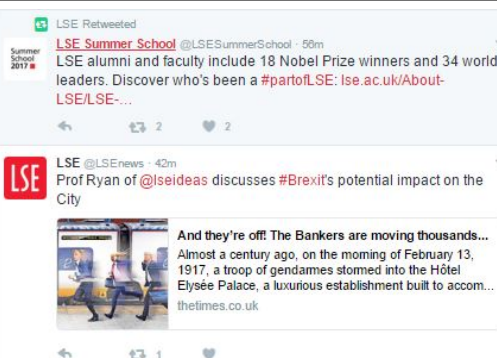 LSE Retweeted
Summer
School
2017
LSE Summer School @LSESummerSchool · 56m
LSE alumni and faculty include 18 Nobel Prize winners and 34 world
leaders. Discover who's been a #partofLSE: lse.ac.uk/About-
LSE/LSE-…
2
2
LSE
LSE @LSEnews · 42m
Prof Ryan of @lseideas discusses #Brexit's potential impact on the
City
And they're off! The Bankers are moving thousands...
Almost a century ago, on the morning of February 13,
1917, a troop of gendarmes stormed into the Hôtel
Elysée Palace, a luxurious establishment built to accom...
thetimes.co.uk
1